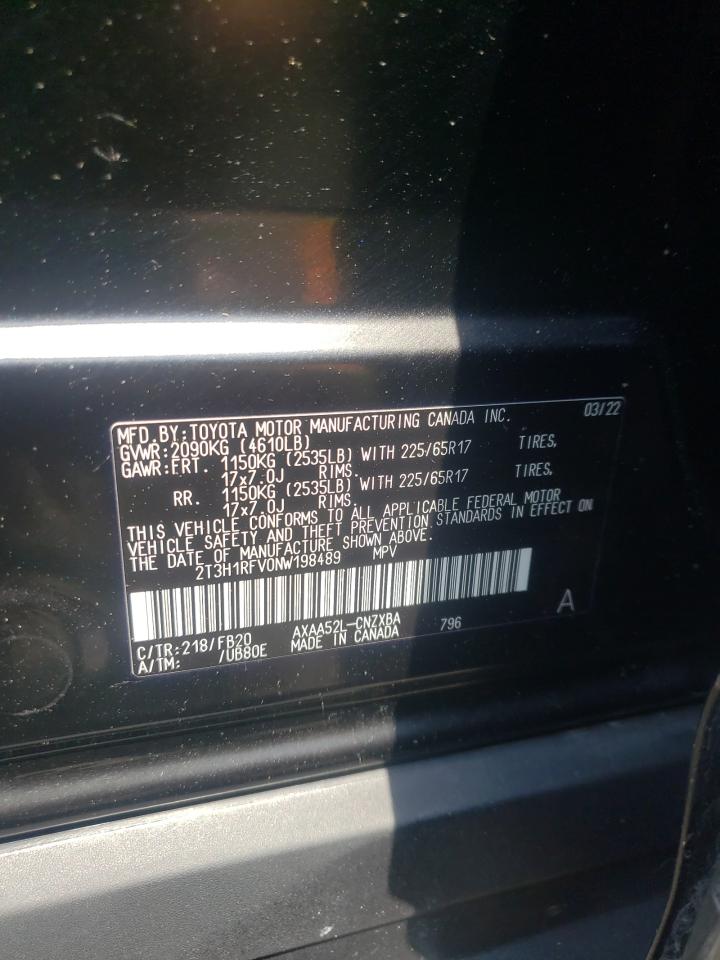 MFD. BY: TOYOTA MOTOR MANUFACTURING CANADA INC. 03/22
GVWR: 2090KG (4610LB)
GAWR: FRT. 1150KG (2535LB) WITH 225/65R17 TIRES,
17x7.0J RIMS.
RR. 1150KG (2535LB) WITH 225/65R17 TIRES,
17x7.0J RIMS.
THIS VEHICLE CONFORMS TO ALL APPLICABLE FEDERAL MOTOR
VEHICLE SAFETY AND THEFT PREVENTION STANDARDS IN EFFECT ON
THE DATE OF MANUFACTURE SHOWN ABOVE.
2T3H1RFV0NW198489 MPV
A
C/TR: 218/FB20 AXAA52L-CNZXBA 796
A/TM: /UB80E MADE IN CANADA